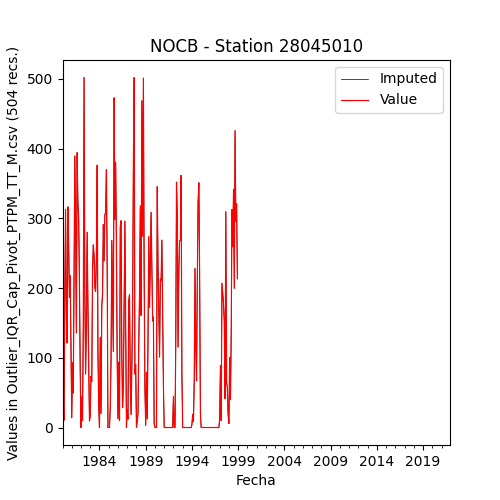 NOCB - Station 28045010
Values in Outlier_IQR_Cap_Pivot_PTPM_TT_M.csv (504 recs.)
500
400
300
200
100
0
Imputed
Value
1984 1989 1994 1999 2004 2009 2014 2019
Fecha